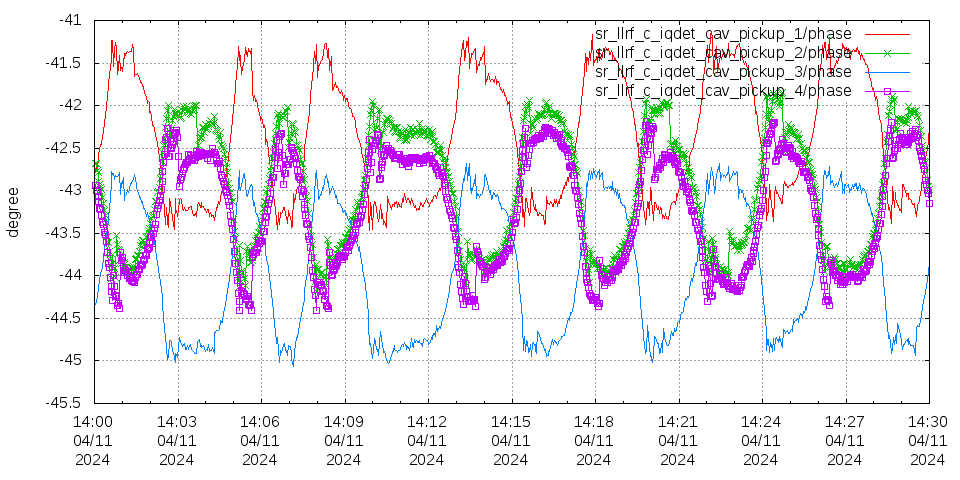 -41
-41.5
-42
-42.5
-43
-43.5
-44
-44.5
-45
-45.5
degree
sr_llrf_c_iqdet_cav_pickup_1/phase
sr_llrf_c_iqdet_cav_pickup_2/phase
sr_llrf_c_iqdet_cav_pickup_3/phase
sr_llrf_c_iqdet_cav_pickup_4/phase
14:00 14:03 14:06 14:09 14:12 14:15 14:18 14:21 14:24 14:27 14:30
04/11 04/11 04/11 04/11 04/11 04/11 04/11 04/11 04/11 04/11 04/11
2024 2024 2024 2024 2024 2024 2024 2024 2024 2024 2024